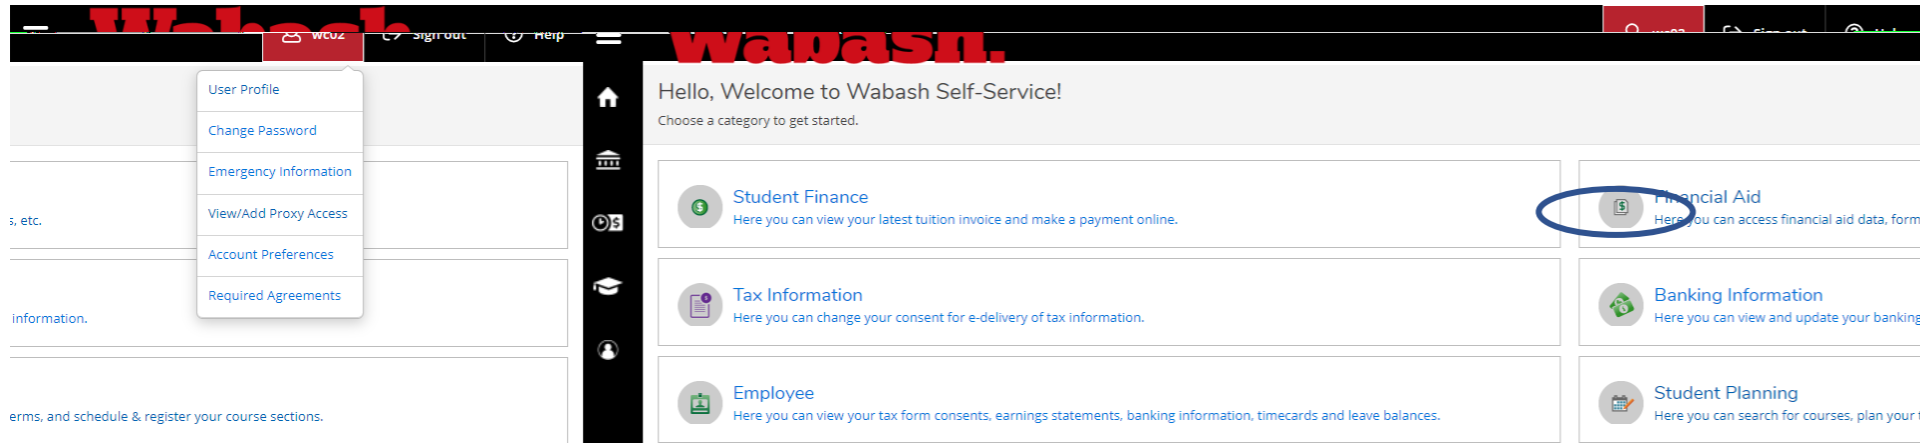 Wabash
wc02
Sign out
Help
User Profile
Change Password
Emergency Information
View/Add Proxy Access
Account Preferences
Required Agreements
s, etc.
information.
erms, and schedule & register your course sections.
Wabash.
Sign out
Hello, Welcome to Wabash Self-Service!
Choose a category to get started.
Student Finance
Here you can view your latest tuition invoice and make a payment online.
Financial Aid
Here you can access financial aid data, form
Tax Information
Here you can change your consent for e-delivery of tax information.
Banking Information
Here you can view and update your banking
Employee
Here you can view your tax form consents, earnings statements, banking information, timecards and leave balances.
Student Planning
Here you can search for courses, plan your t